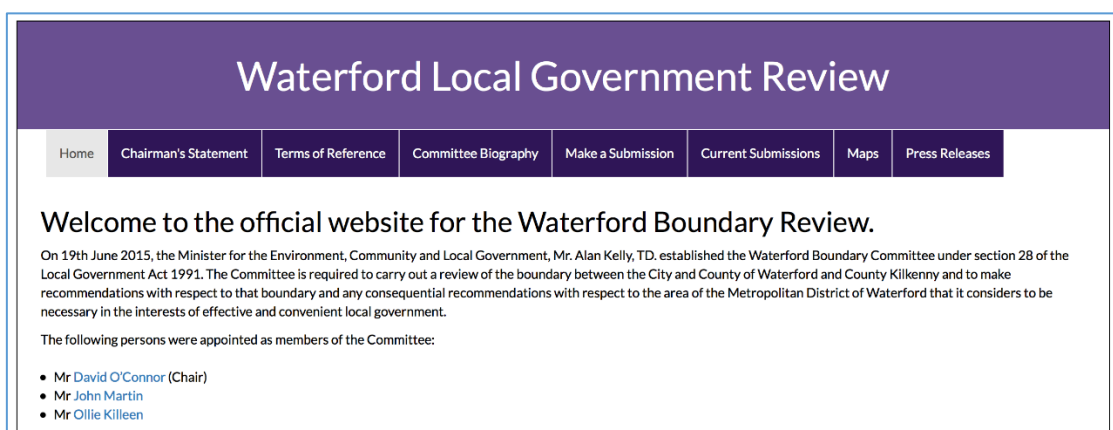 Waterford Local Government Review
Home Chairman's Statement Terms of Reference Committee Biography Make a Submission Current Submissions Maps Press Releases
Welcome to the official website for the Waterford Boundary Review.
On 19th June 2015, the Minister for the Environment, Community and Local Government, Mr. Alan Kelly, TD. established the Waterford Boundary Committee under section 28 of the
Local Government Act 1991. The Committee is required to carry out a review of the boundary between the City and County of Waterford and County Kilkenny and to make
recommendations with respect to that boundary and any consequential recommendations with respect to the area of the Metropolitan District of Waterford that it considers to be
necessary in the interests of effective and convenient local government.
The following persons were appointed as members of the Committee:
• Mr David O'Connor (Chair)
• Mr John Martin
• Mr Ollie Killeen